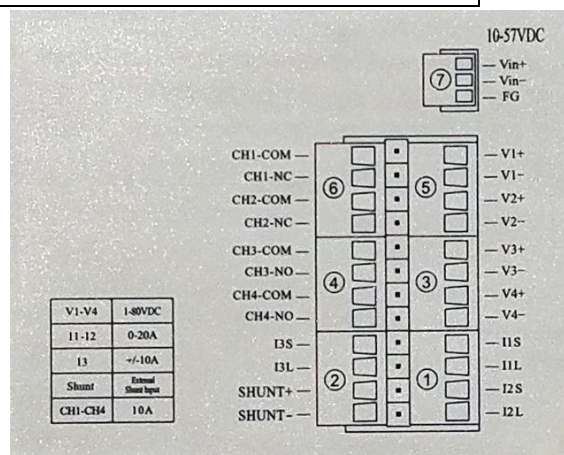 10-57VDC
⑦
Vin+
Vin−
FG
CH1-COM
CH1-NC
CH2-COM
CH2-NC
⑥
⑤
V1+
V1−
V2+
V2−
CH3-COM
CH3-NO
CH4-COM
CH4-NO
④
③
V3+
V3−
V4+
V4−
I3S
I3L
SHUNT+
SHUNT−
②
①
I1S
I1L
I2S
I2L
V1-V4 1-80VDC
I1-I2 0-20A
I3 +/-10A
Shunt External
Shunt Input
CH1-CH4 10A